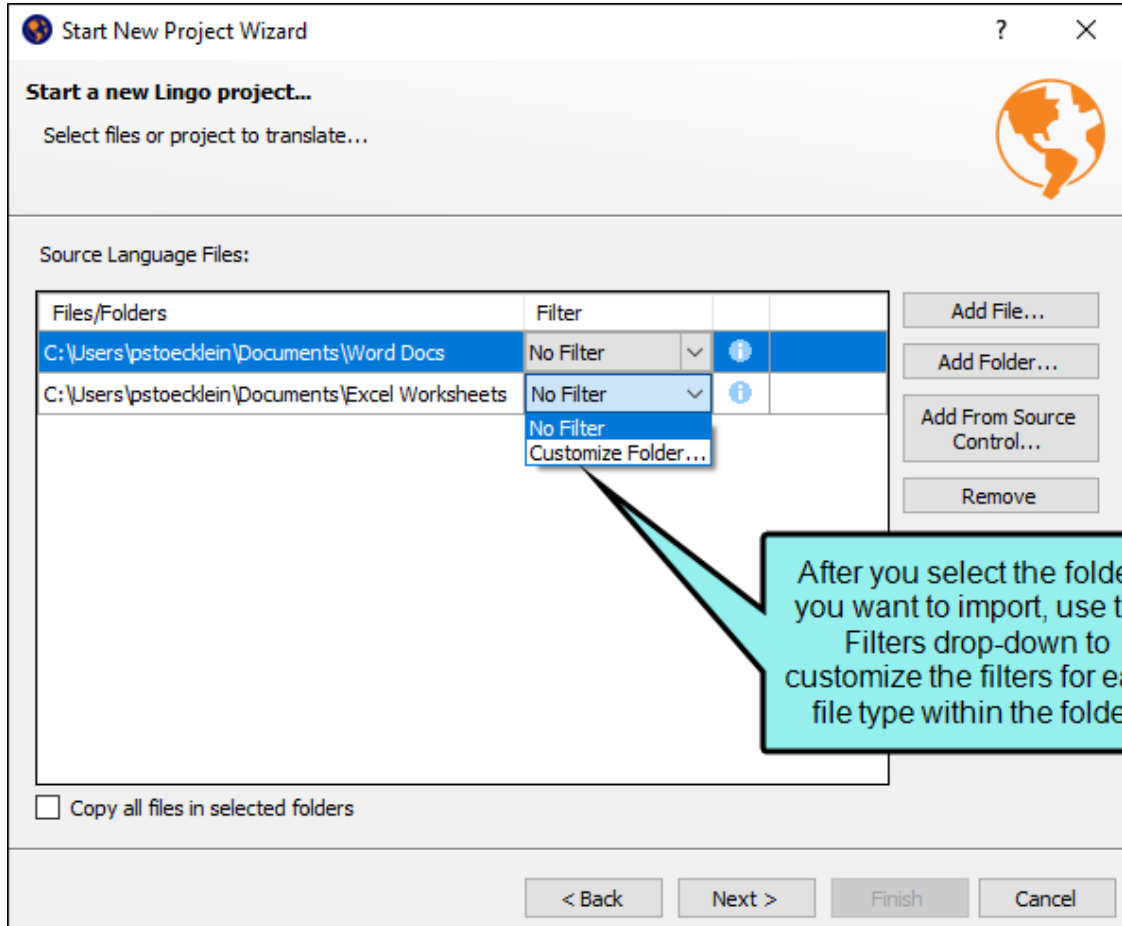 Start New Project Wizard
Start a new Lingo project...
Select files or project to translate...
Source Language Files:
Files/Folders Filter
C:\Users\pstoecklein\Documents\Word Docs No Filter
C:\Users\pstoecklein\Documents\Excel Worksheets No Filter
No Filter
Customize Folder...
Add File...
Add Folder...
Add From Source
Control...
Remove
After you select the folde
you want to import, use t
Filters drop-down to
customize the filters for ea
file type within the folde
Copy all files in selected folders
< Back Next > Finish Cancel